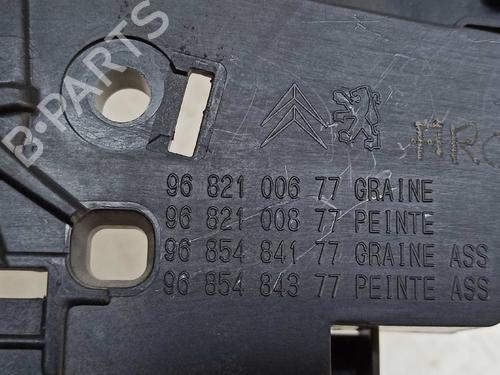 B-PARTS
96 821 006 77 GRAINE
96 821 008 77 PEINTE
96 854 841 77 GRAINE ASS
96 854 843 77 PEINTE ASS